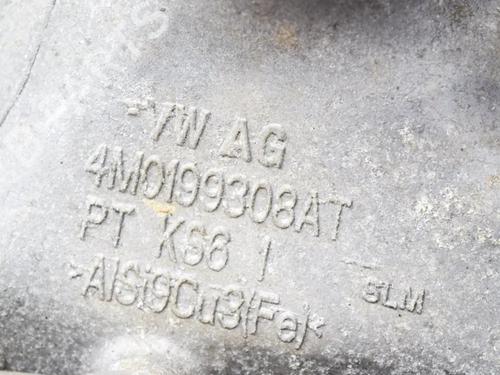 VW AG
4M0199308AT
PT KS6 1
>AlSi9Cu3(Fe)<
SLM